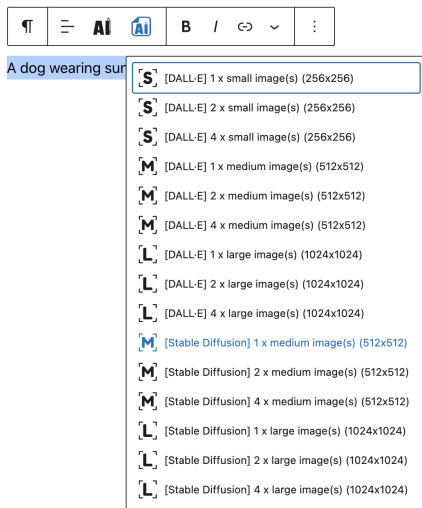 ¶ AI B I
A dog wearing sun
S [DALL·E] 1 x small image(s) (256x256)
S [DALL·E] 2 x small image(s) (256x256)
S [DALL·E] 4 x small image(s) (256x256)
M [DALL·E] 1 x medium image(s) (512x512)
M [DALL·E] 2 x medium image(s) (512x512)
M [DALL·E] 4 x medium image(s) (512x512)
L [DALL·E] 1 x large image(s) (1024x1024)
L [DALL·E] 2 x large image(s) (1024x1024)
L [DALL·E] 4 x large image(s) (1024x1024)
M [Stable Diffusion] 1 x medium image(s) (512x512)
M [Stable Diffusion] 2 x medium image(s) (512x512)
M [Stable Diffusion] 4 x medium image(s) (512x512)
L [Stable Diffusion] 1 x large image(s) (1024x1024)
L [Stable Diffusion] 2 x large image(s) (1024x1024)
L [Stable Diffusion] 4 x large image(s) (1024x1024)